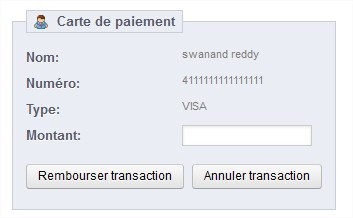 Carte de paiement
Nom: swanand reddy
Numéro: 4111111111111111
Type: VISA
Montant:
Rembourser transaction Annuler transaction